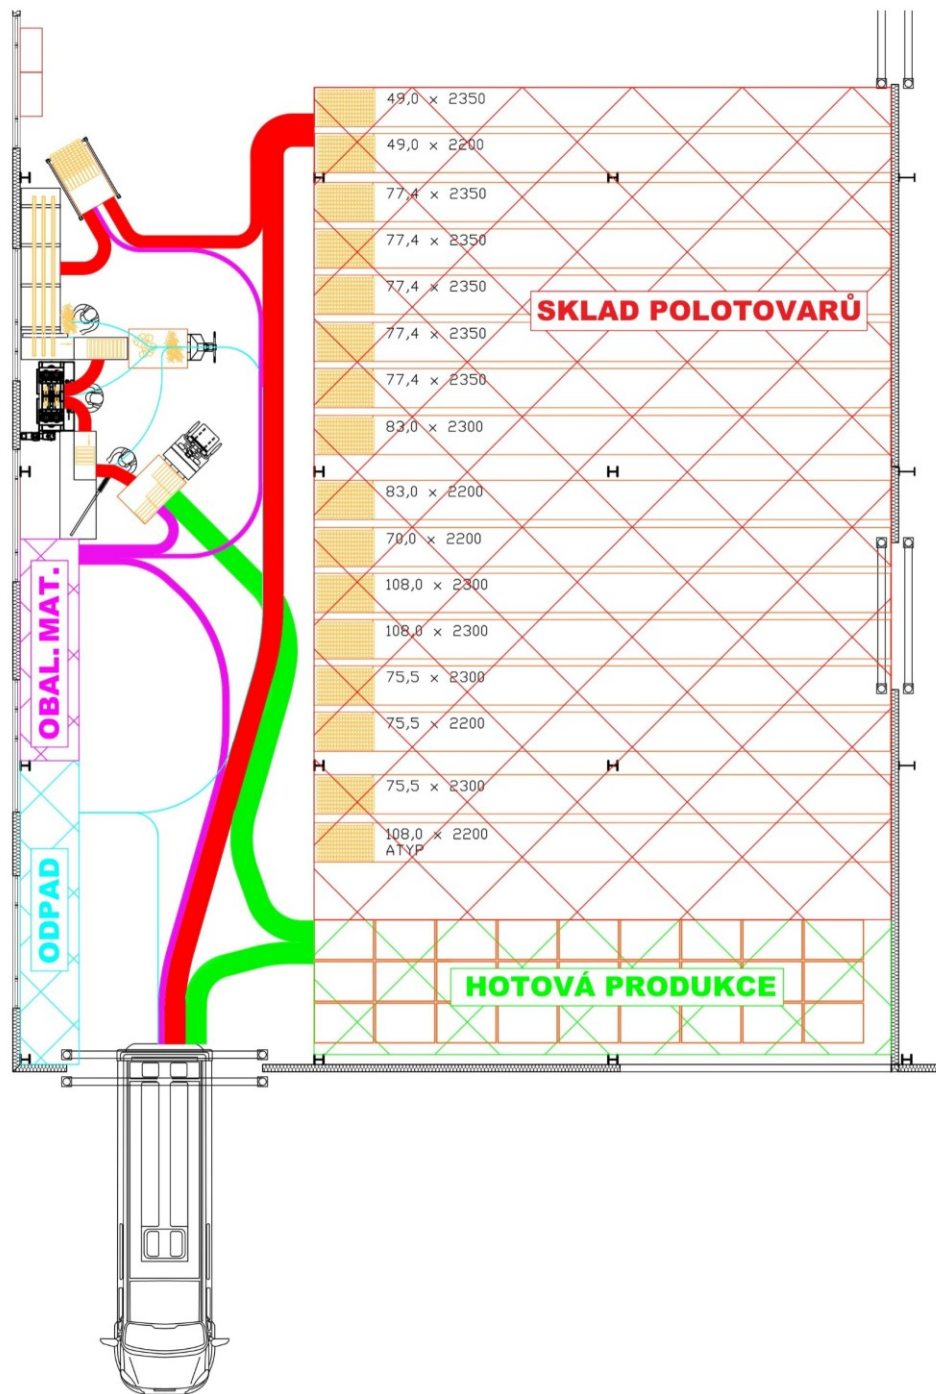 49,0 × 2350
49,0 × 2200
77,4 × 2350
77,4 × 2350
77,4 × 2350
SKLAD POLOTOVARŮ
77,4 × 2350
77,4 × 2350
83,0 × 2300
83,0 × 2200
70,0 × 2200
108,0 × 2300
108,0 × 2300
75,5 × 2300
75,5 × 2200
75,5 × 2300
108,0 × 2200
ATYP
OBAL. MAT.
ODPAD
HOTOVÁ PRODUKCE